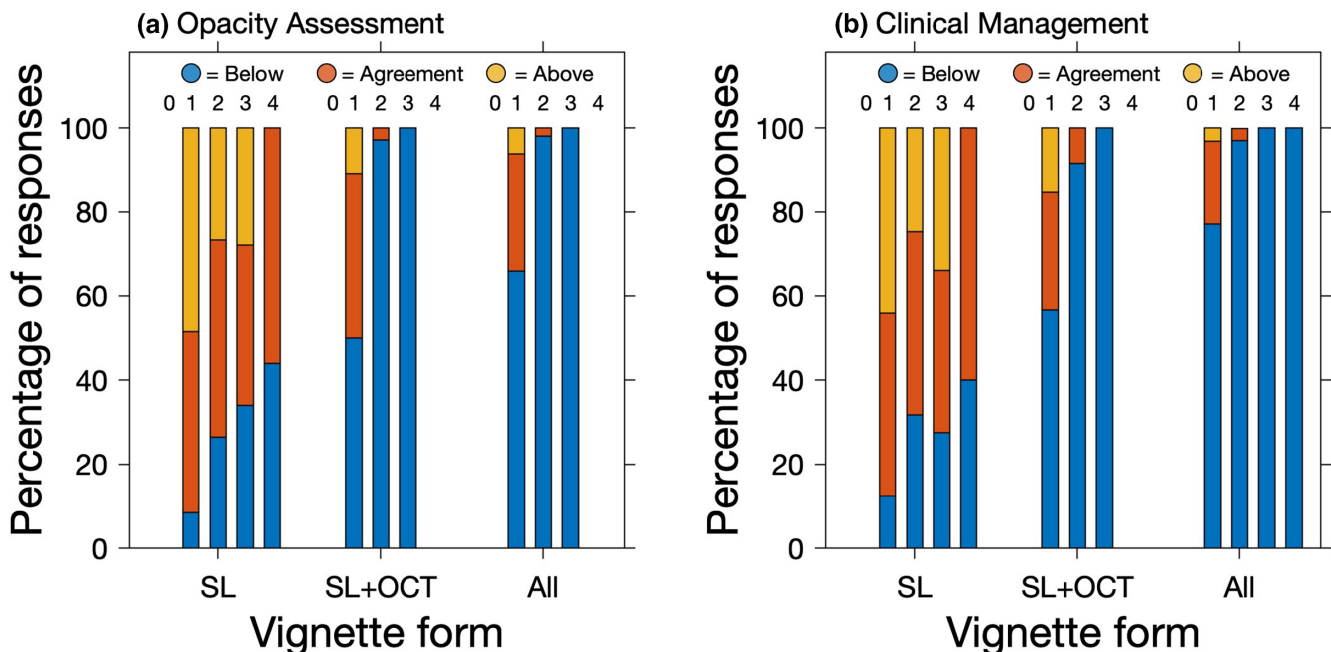 (a) Opacity Assessment
= Below = Agreement = Above
0 1 2 3 4 0 1 2 3 4 0 1 2 3 4
100
80
60
40
20
0
Percentage of responses
SL SL+OCT All
Vignette form
(b) Clinical Management
= Below = Agreement = Above
0 1 2 3 4 0 1 2 3 4 0 1 2 3 4
100
80
60
40
20
0
Percentage of responses
SL SL+OCT All
Vignette form